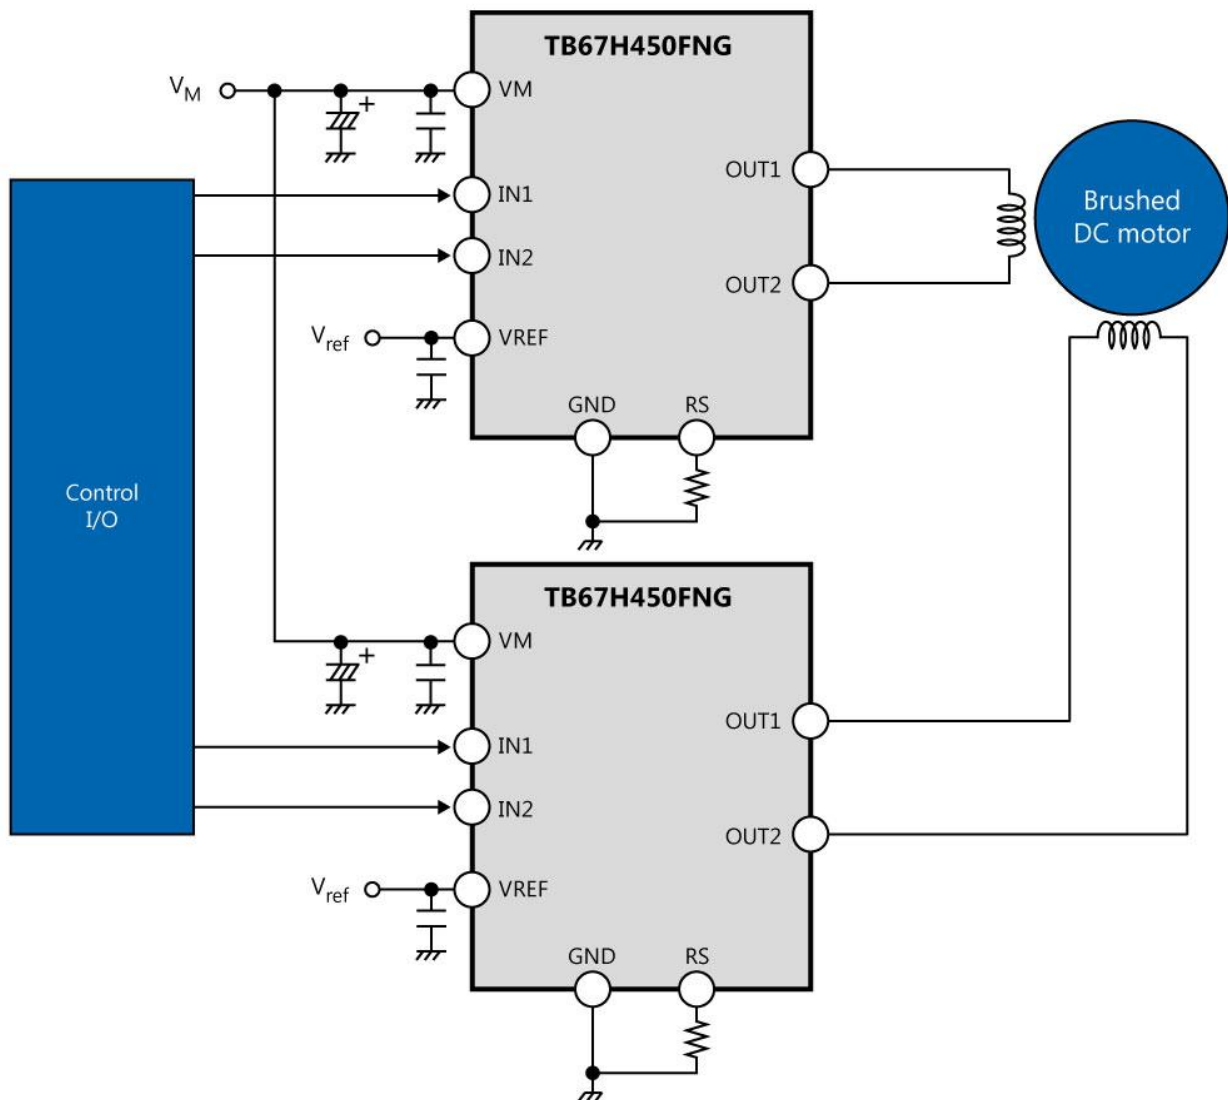 TB67H450FNG
VM
VM
+
IN1
IN2
OUT1
OUT2
Brushed
DC motor
Vref
VREF
GND
RS
Control
I/O
TB67H450FNG
VM
+
IN1
IN2
OUT1
OUT2
Vref
VREF
GND
RS